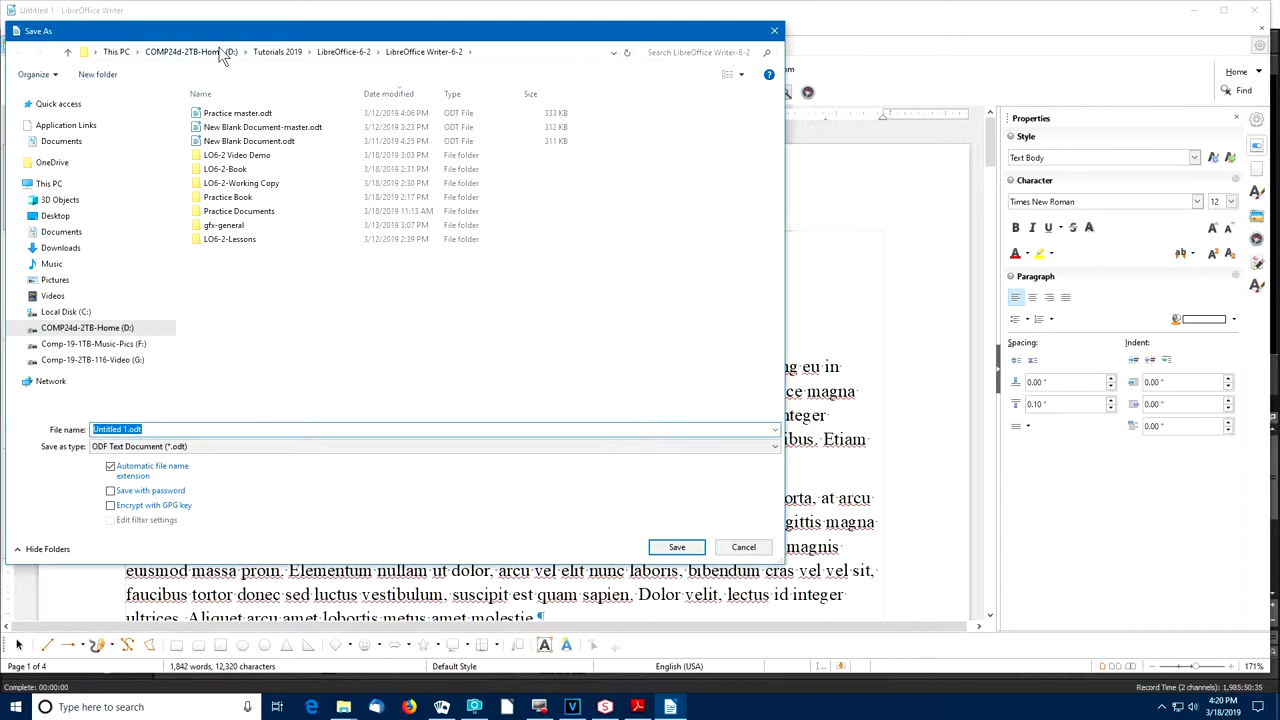 Untitled 1 - LibreOffice Writer
Save As
This PC › COMP24d-2TB-Home (D:) › Tutorials 2019 › LibreOffice-6-2 › LibreOffice Writer-6-2 ›
Search LibreOffice Writer-6-2
Organize
New folder
Name Date modified Type Size
Practice master.odt 3/12/2019 4:06 PM ODT File 333 KB
New Blank Document-master.odt 3/12/2019 3:23 PM ODT File 312 KB
New Blank Document.odt 3/11/2019 4:25 PM ODT File 311 KB
LO6-2 Video Demo 3/18/2019 3:03 PM File folder
LO6-2-Book 3/18/2019 2:31 PM File folder
LO6-2-Working Copy 3/18/2019 2:30 PM File folder
Practice Book 3/18/2019 2:17 PM File folder
Practice Documents 3/18/2019 11:13 AM File folder
gfx-general 3/13/2019 3:07 PM File folder
LO6-2-Lessons 3/12/2019 2:39 PM File folder
Quick access
Application Links
Documents
OneDrive
This PC
3D Objects
Desktop
Documents
Downloads
Music
Pictures
Videos
Local Disk (C:)
COMP24d-2TB-Home (D:)
Comp-19-1TB-Music-Pics (F:)
Comp-19-2TB-116-Video (G:)
Network
File name: Untitled 1.odt
Save as type: ODF Text Document (*.odt)
Automatic file name
extension
Save with password
Encrypt with GPG key
Edit filter settings
Hide Folders
Save
Cancel
Home
Find
Properties
Style
Text Body
Character
Times New Roman 12
B I U S A
Paragraph
Spacing: Indent:
0.00 " 0.00 "
0.10 " 0.00 "
0.00 "
ng eu in
ce magna
integer
ibus. Etiam
orta, at arcu
gittis magna
magnis
euismod massa proin. Elementum nullam ut dolor, arcu vel elit nunc laoris, bibendum cras vel vel sit,
faucibus tortor donec sed luctus vestibulum, suscipit est quam sapien. Dolor velit, lectus id integer
ultrices. Aliquet arcu amet lobortis metus amet molestie.¶
Page 1 of 4
1,842 words, 12,320 characters
Default Style
English (USA)
171%
Complete: 00:00:00
Record Time (2 channels): 1,985:50:35
Type here to search
4:20 PM
3/18/2019